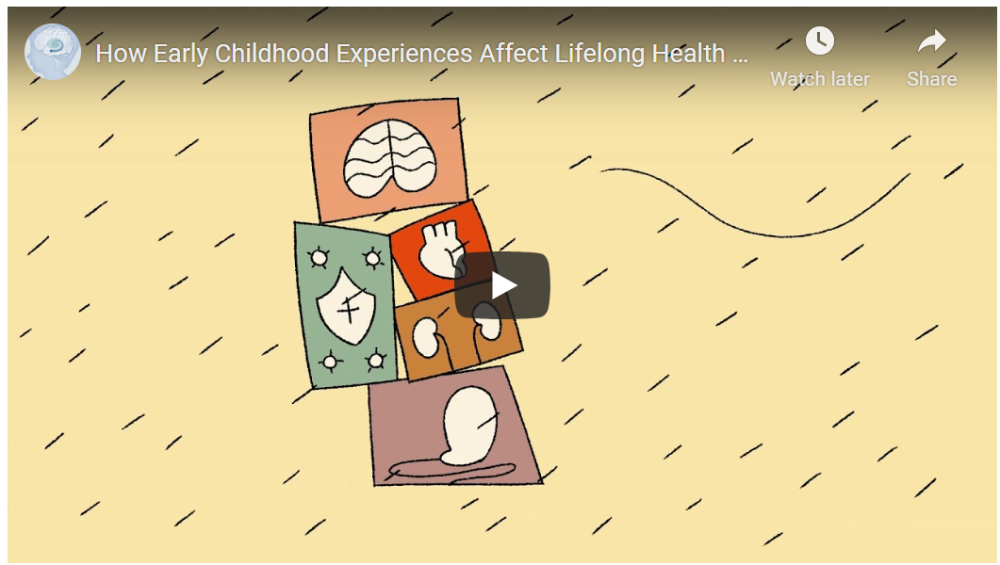 How Early Childhood Experiences Affect Lifelong Health ...
Watch later
Share